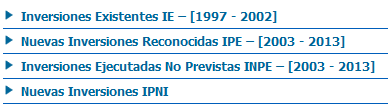 Inversiones Existentes IE – [1997 - 2002]
Nuevas Inversiones Reconocidas IPE – [2003 - 2013]
Inversiones Ejecutadas No Previstas INPE – [2003 - 2013]
Nuevas Inversiones IPNI